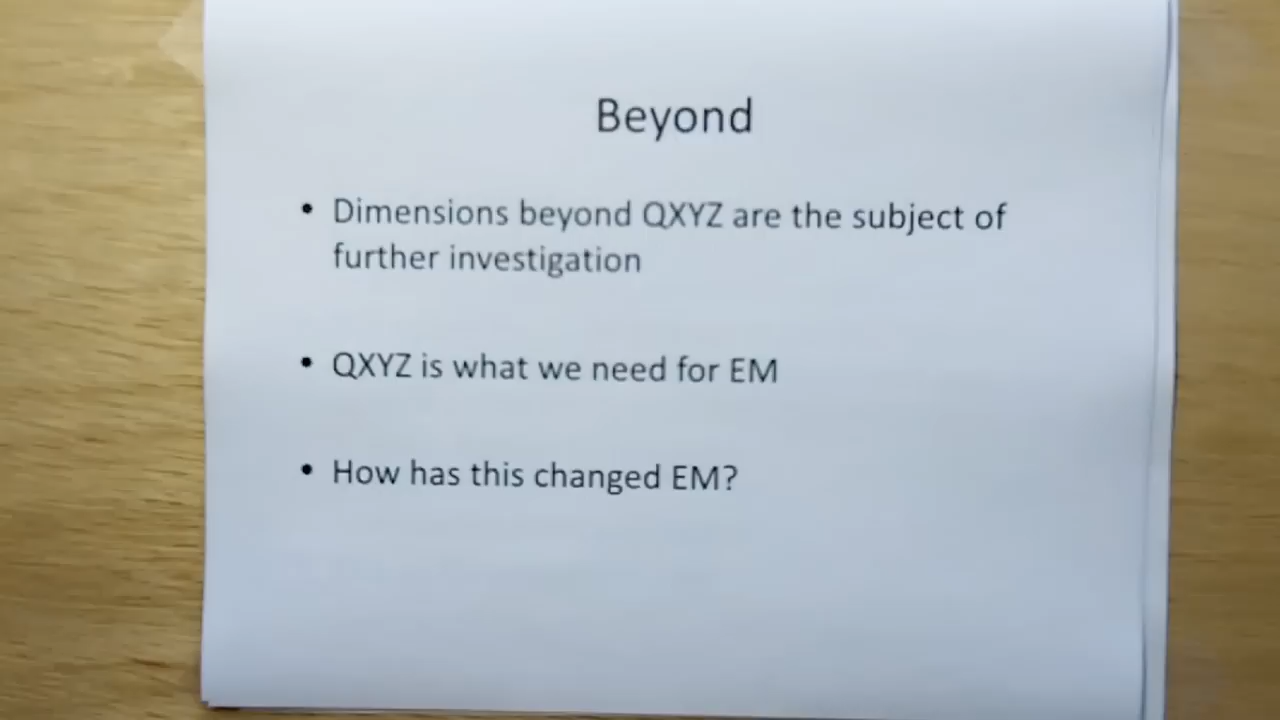 Beyond
• Dimensions beyond QXYZ are the subject of
further investigation
• QXYZ is what we need for EM
• How has this changed EM?